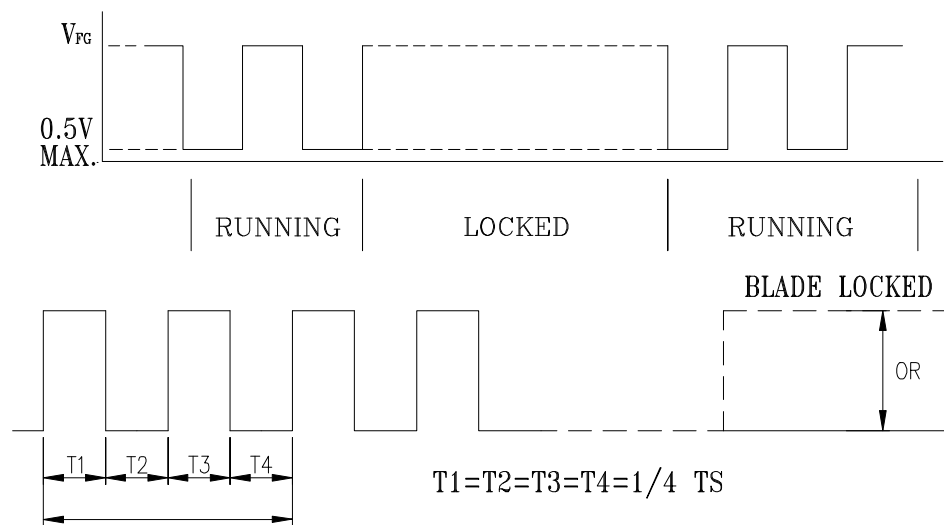 VFG
0.5V
MAX.
RUNNING LOCKED RUNNING
BLADE LOCKED
OR
T1 T2 T3 T4
T1=T2=T3=T4=1/4 TS